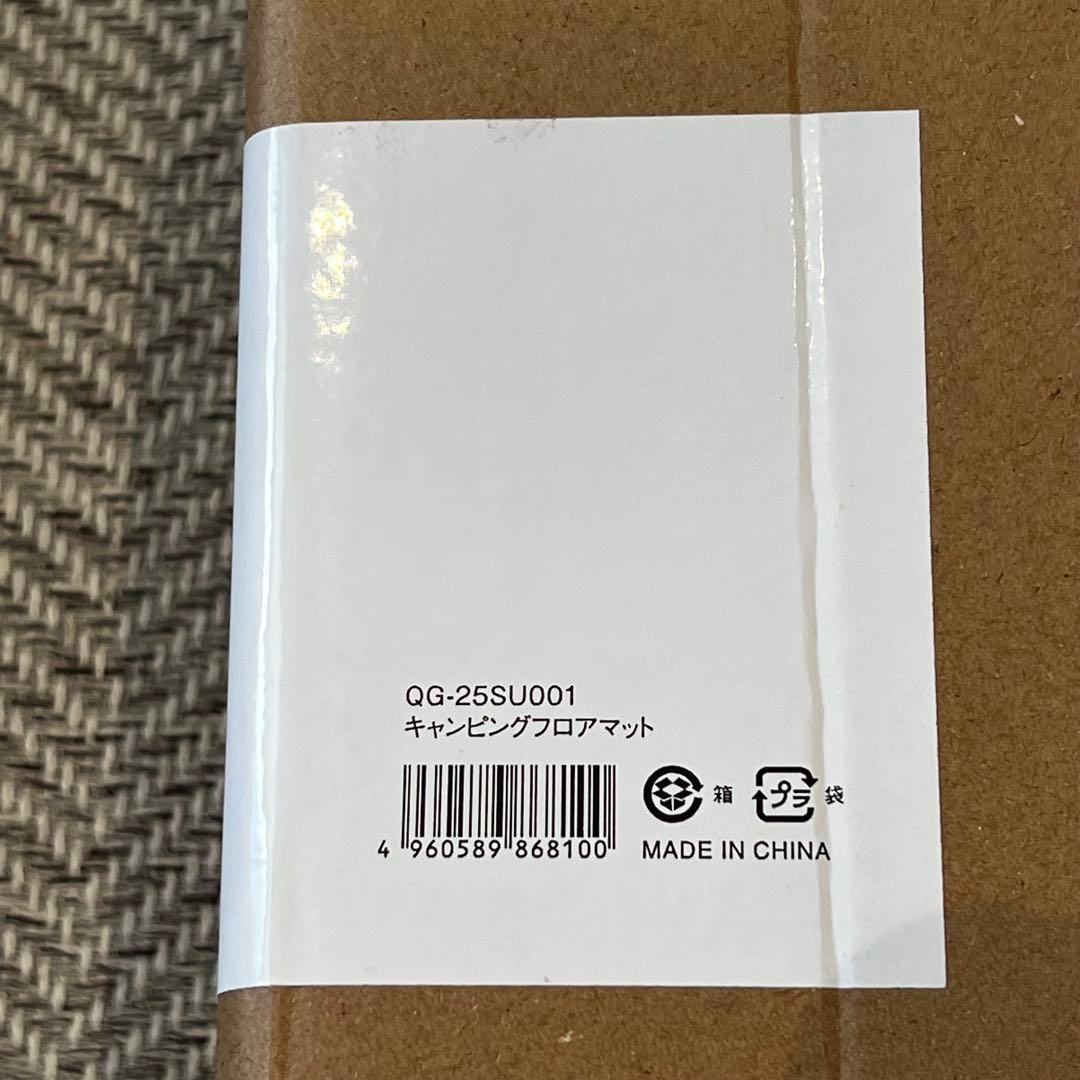 QG-25SU001
キャンピングフロアマット
箱 プラ 袋
4 960589 868100
MADE IN CHINA